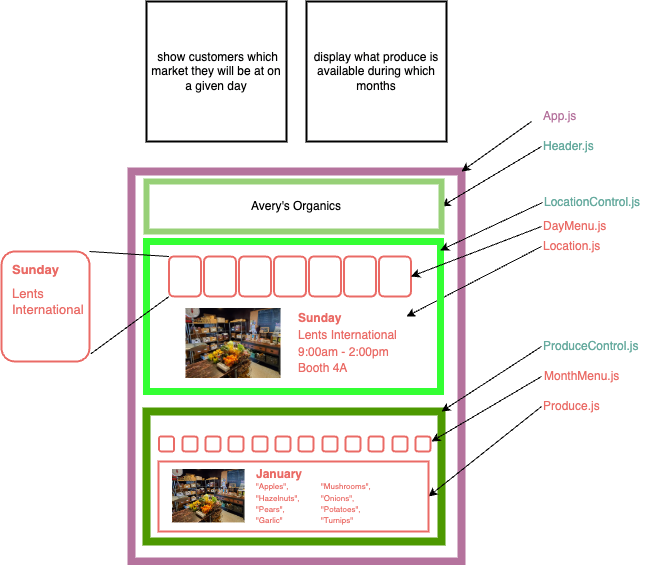 show customers which
market they will be at on
a given day
display what produce is
available during which
months
App.js
Header.js
Avery's Organics
LocationControl.js
DayMenu.js
Location.js
Sunday
Lents
International
Sunday
Lents International
9:00am - 2:00pm
Booth 4A
ProduceControl.js
MonthMenu.js
Produce.js
January
"Apples",
"Hazelnuts",
"Pears",
"Garlic"
"Mushrooms",
"Onions",
"Potatoes",
"Turnips"